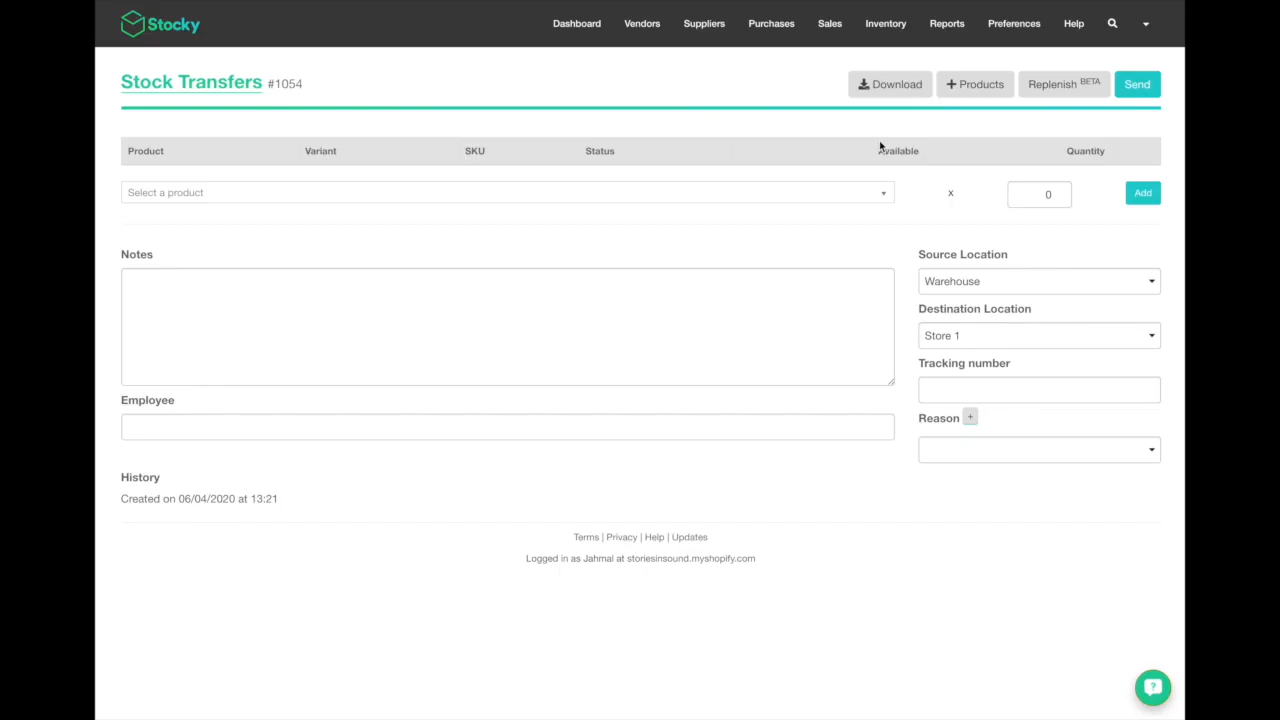 Stocky
Dashboard Vendors Suppliers Purchases Sales Inventory Reports Preferences Help
Stock Transfers #1054
Download + Products Replenish BETA Send
Product Variant SKU Status Available Quantity
Select a product x 0 Add
Notes
Source Location
Warehouse
Destination Location
Store 1
Tracking number
Employee
Reason +
History
Created on 06/04/2020 at 13:21
Terms | Privacy | Help | Updates
Logged in as Jahmal at storiesinsound.myshopify.com